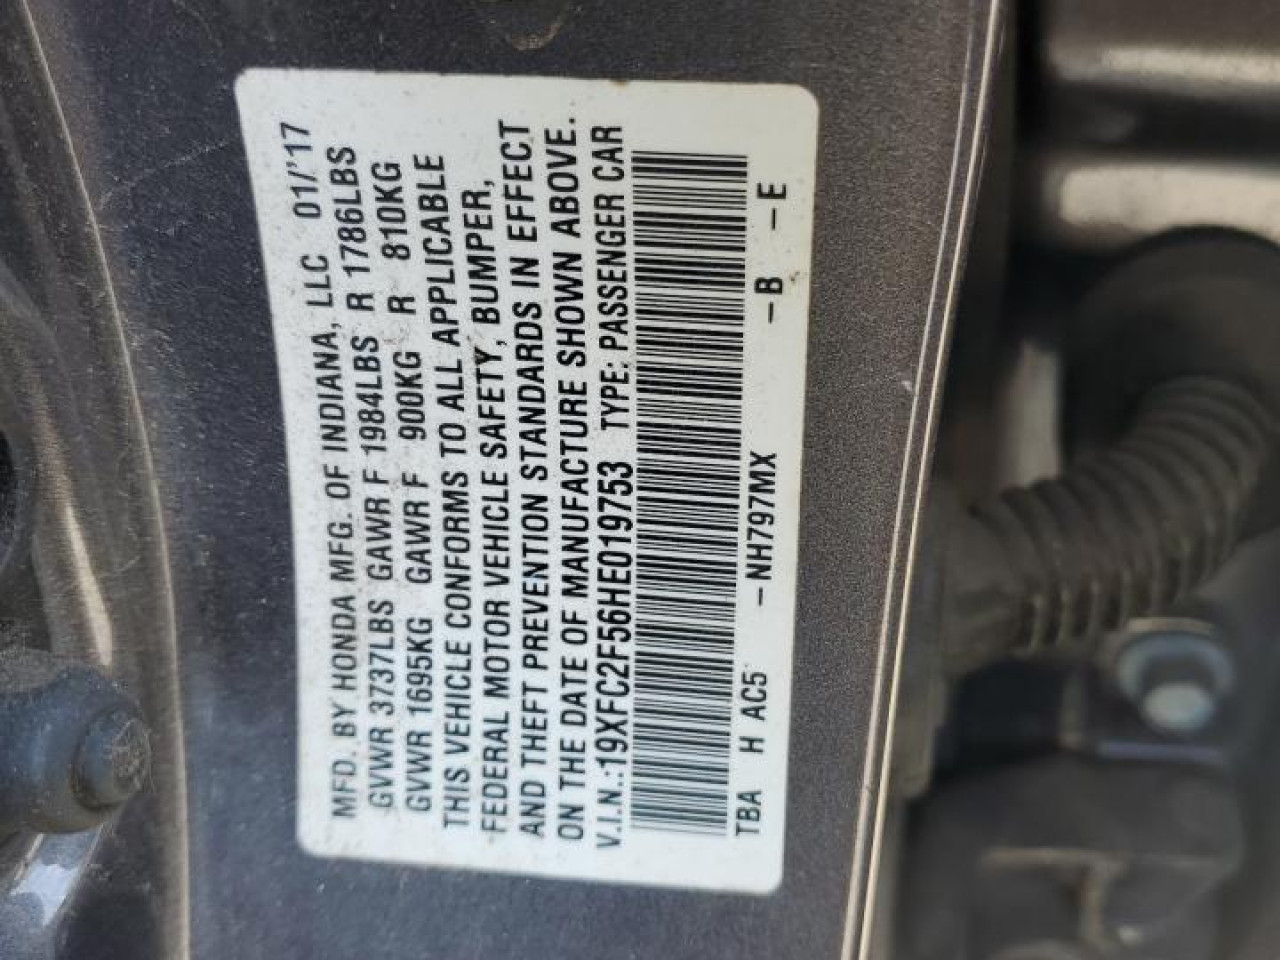 MFD. BY HONDA MFG. OF INDIANA, LLC 01/'17
GVWR 3737LBS GAWR F 1984LBS R 1786LBS
GVWR 1695KG GAWR F 900KG R 810KG
THIS VEHICLE CONFORMS TO ALL APPLICABLE
FEDERAL MOTOR VEHICLE SAFETY, BUMPER,
AND THEFT PREVENTION STANDARDS IN EFFECT
ON THE DATE OF MANUFACTURE SHOWN ABOVE.
V.I.N.:19XFC2F56HE019753 TYPE: PASSENGER CAR
TBA H AC5 -NH797MX -B -E